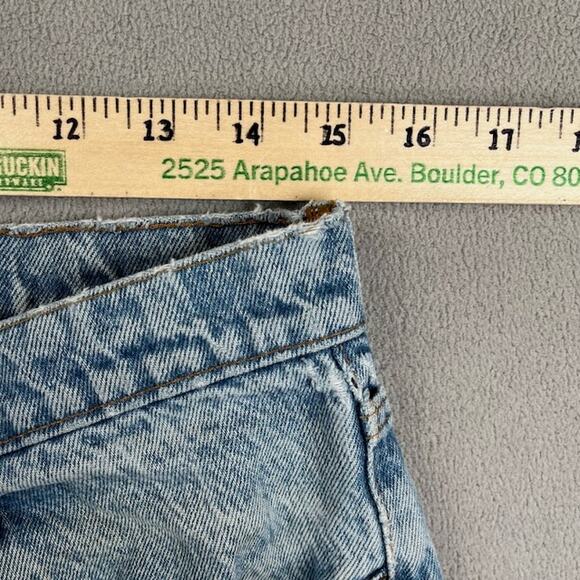 12 13 14 15 16 17
RUCKIN
2525 Arapahoe Ave. Boulder, CO 80